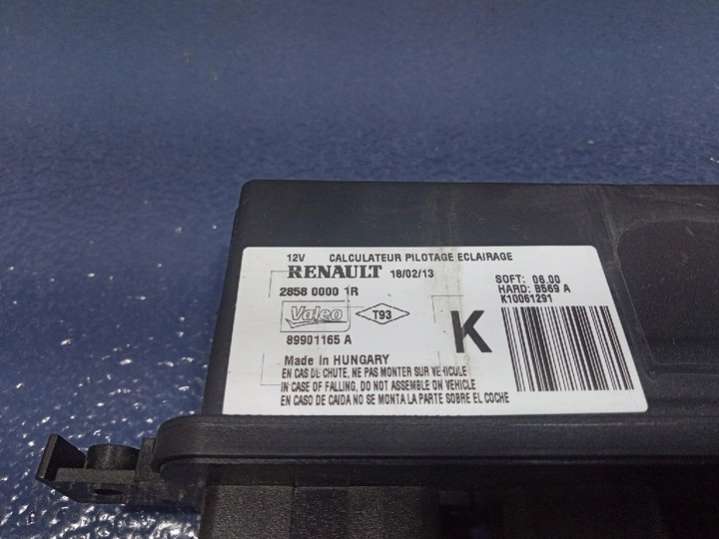 12V CALCULATEUR PILOTAGE ECLAIRAGE
RENAULT 18/02/13
2858 0000 1R
Valeo T93
89901165 A
K
SOFT: 06.00
HARD: B569 A
K10061291
Made in HUNGARY
EN CAS DE CHUTE, NE PAS MONTER SUR VEHICULE
IN CASE OF FALLING, DO NOT ASSEMBLE ON VEHICLE
EN CASO DE CAIDA NO SE MONTA LA PARTE SOBRE EL COCHE